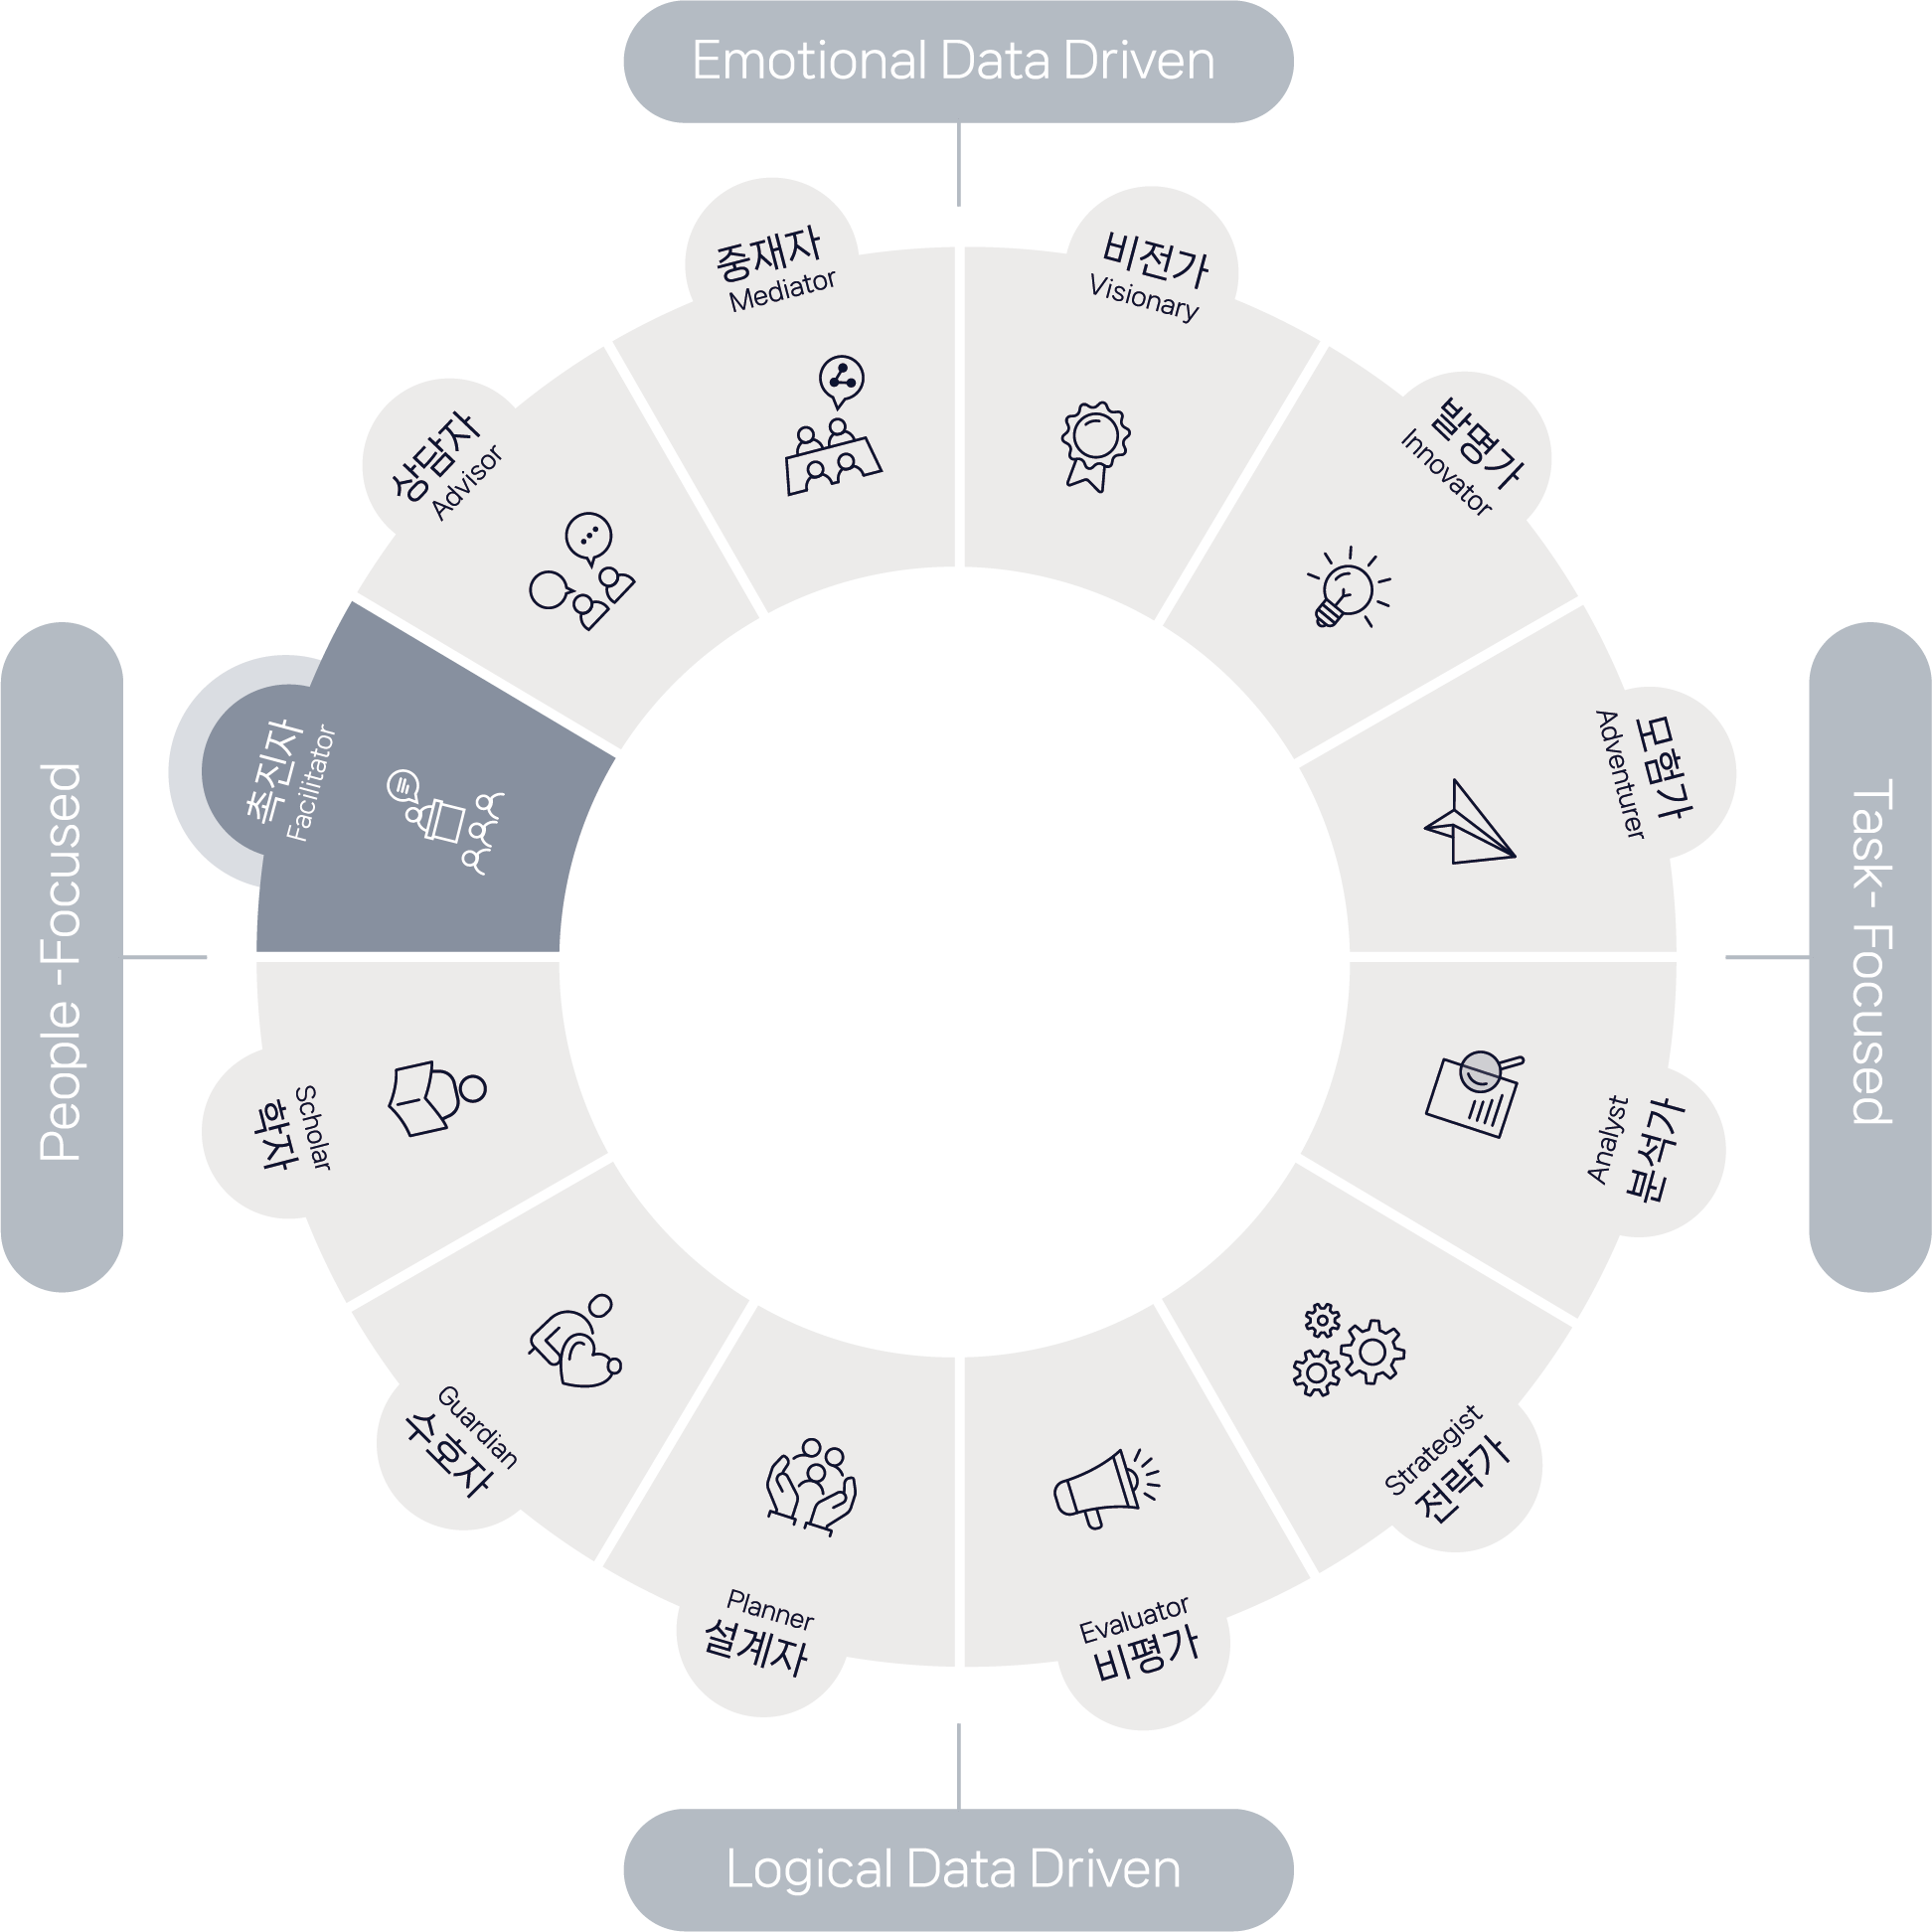 Emotional Data Driven
중재자
Mediator
비전가
Visionary
발명가
Innovator
모험가
Adventurer
Task- Focused
분석가
Analyst
Strategist
전략가
Evaluator
비평가
Planner
설계자
Guardian
수호자
Scholar
학자
People -Focused
촉진자
Facilitator
상담자
Advisor
Logical Data Driven